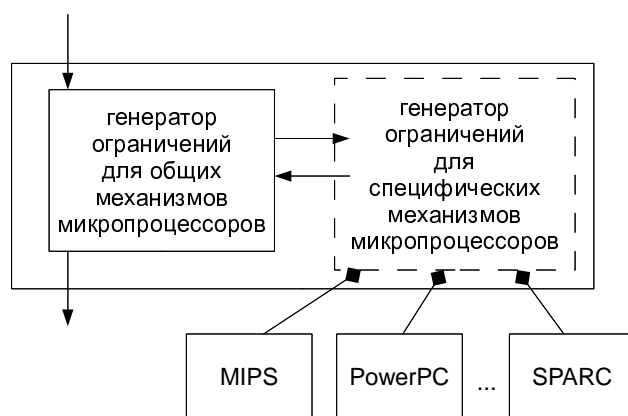 генератор
ограничений
для общих
механизмов
микропроцессоров
генератор
ограничений
для
специфических
механизмов
микропроцессоров
MIPS
PowerPC
...
SPARC